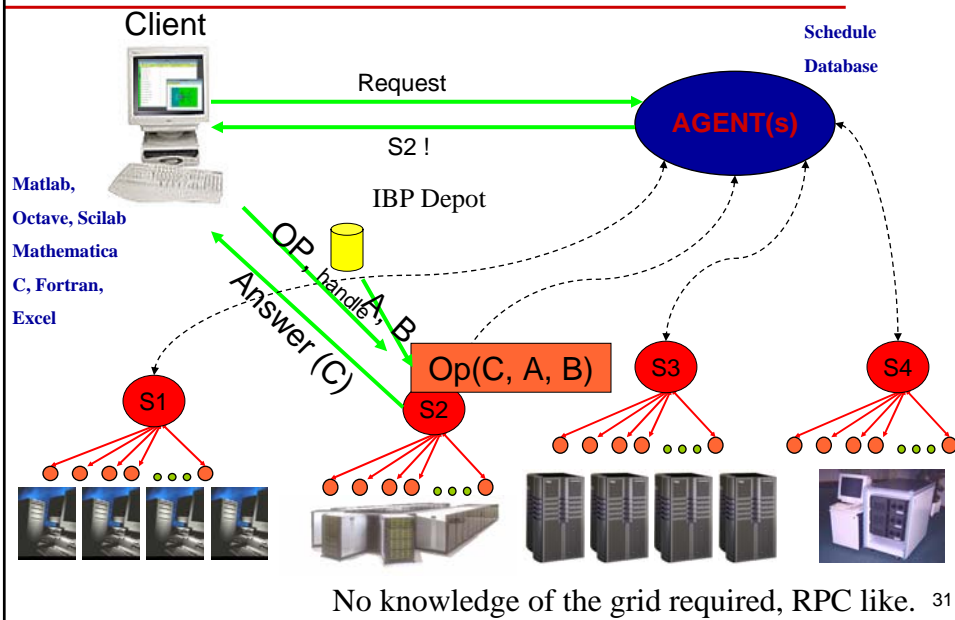 Client
Schedule
Database
Request
AGENT(s)
S2 !
Matlab,
Octave, Scilab
Mathematica
C, Fortran,
Excel
IBP Depot
OP, handle
A, B
Answer (C)
Op(C, A, B)
S1
S2
S3
S4
No knowledge of the grid required, RPC like.
31